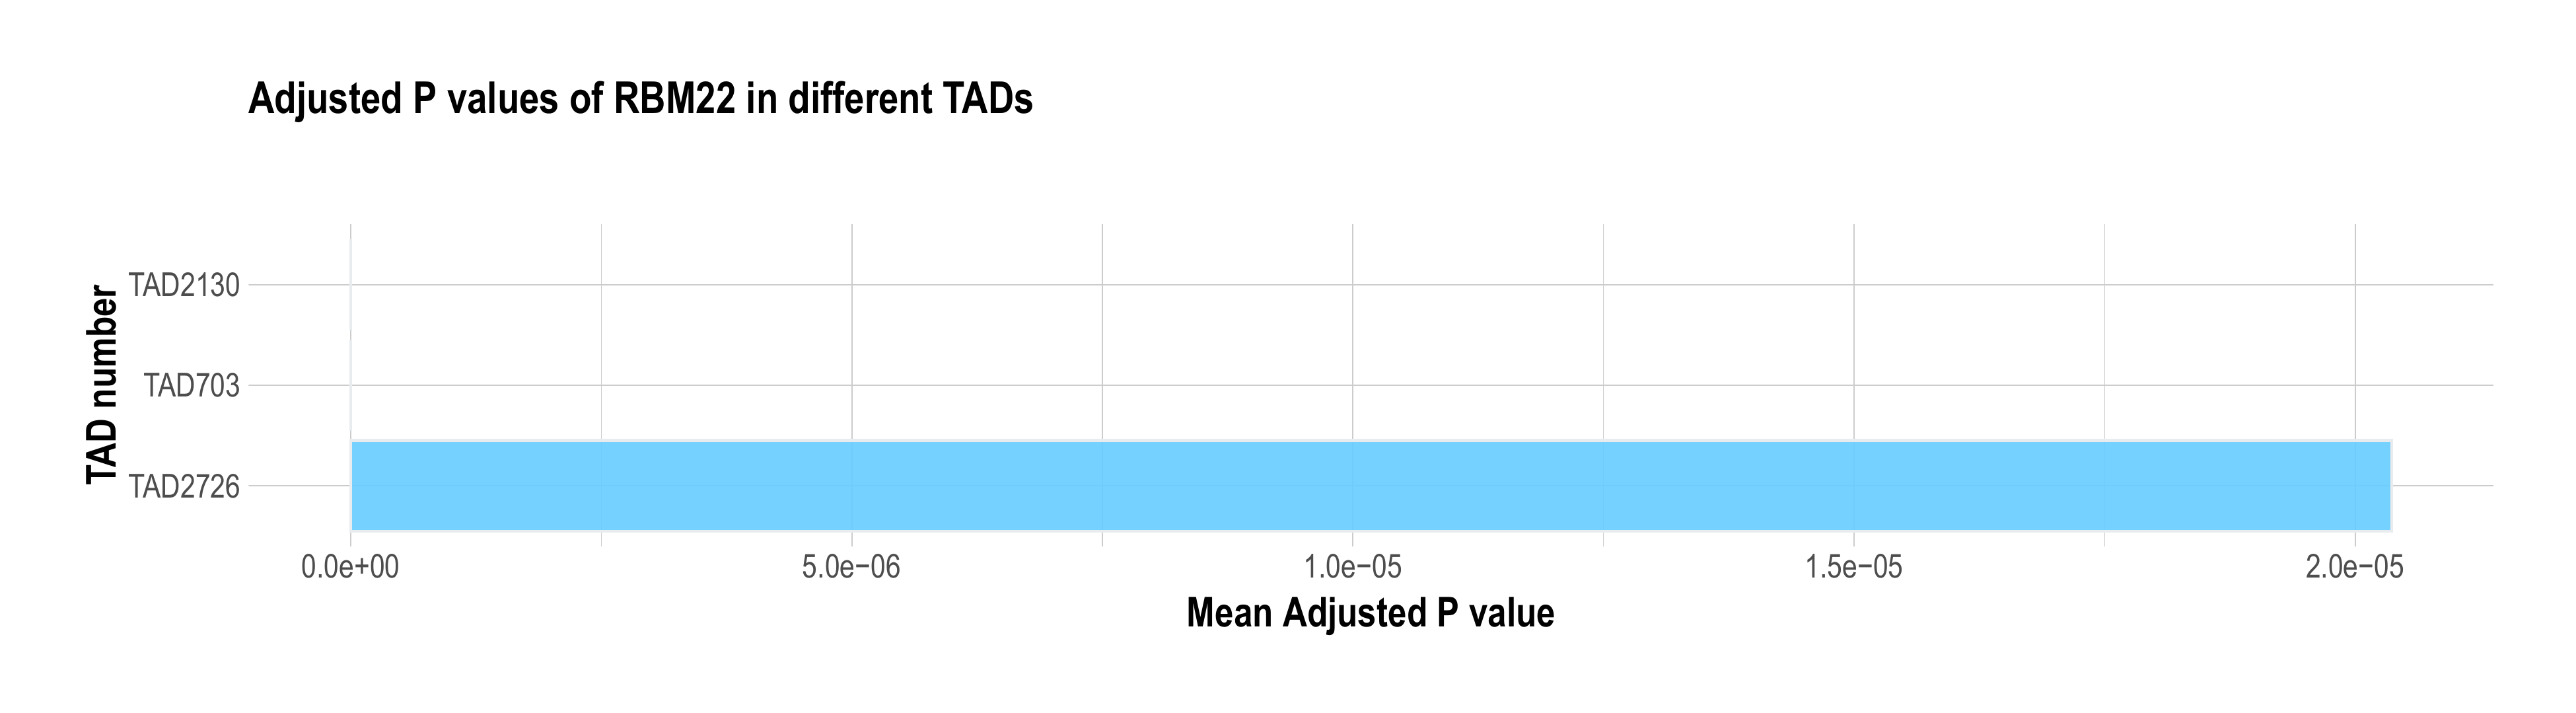 Adjusted P values of RBM22 in different TADs
TAD number
TAD2130
TAD703
TAD2726
0.0e+00 5.0e−06 1.0e−05 1.5e−05 2.0e−05
Mean Adjusted P value